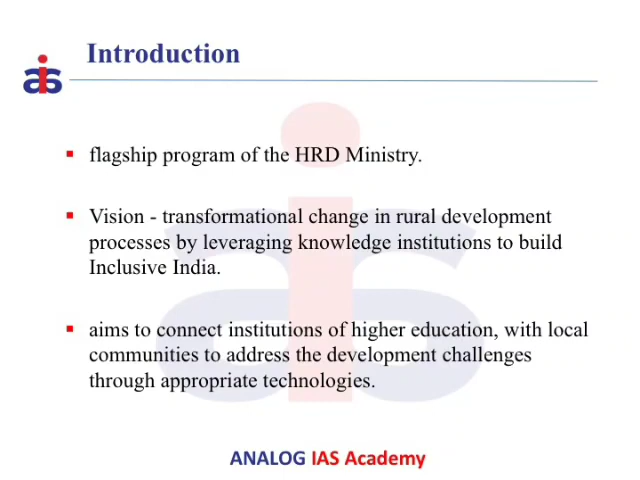 Introduction
ias
flagship program of the HRD Ministry.
Vision - transformational change in rural development
processes by leveraging knowledge institutions to build
Inclusive India.
aims to connect institutions of higher education, with local
communities to address the development challenges
through appropriate technologies.
ANALOG IAS Academy